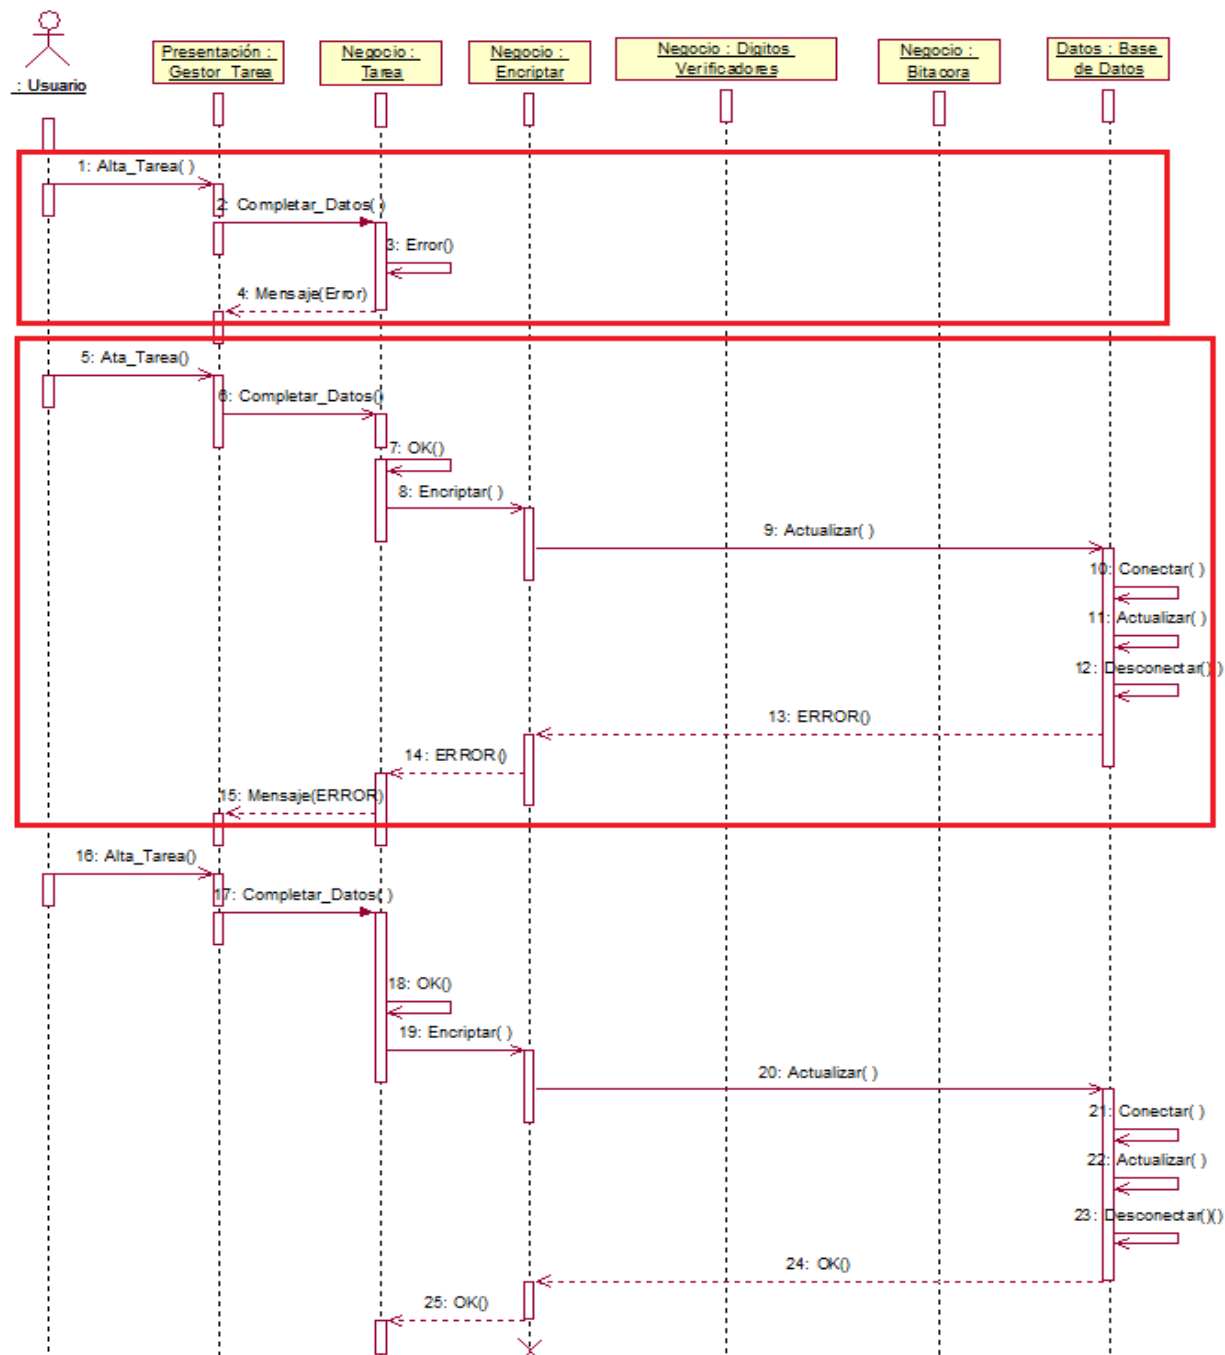 : Usuario
Presentación :
Gestor_Tarea
Negocio :
Tarea
Negocio :
Encriptar
Negocio : Digitos
Verificadores
Negocio :
Bitacora
Datos : Base
de Datos
1: Alta_Tarea( )
2: Completar_Datos( )
3: Error()
4: Mensaje(Error)
5: Ata_Tarea()
6: Completar_Datos()
7: OK()
8: Encriptar( )
9: Actualizar( )
10: Conectar( )
11: Actualizar( )
12: Desconectar() )
13: ERROR()
14: ERROR()
15: Mensaje(ERROR)
16: Alta_Tarea()
17: Completar_Datos( )
18: OK()
19: Encriptar( )
20: Actualizar( )
21: Conectar( )
22: Actualizar( )
23: Desconectar()()
24: OK()
25: OK()